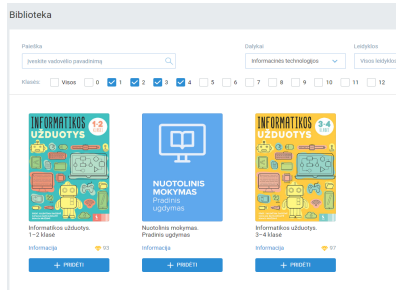 Biblioteka
Paieška
Dalykai
Leidyklos
Įveskite vadovėlio pavadinimą
Informacinės technologijos
Visos leidyklos
Klasės:
Visos
0
1
2
3
4
5
6
7
8
9
10
11
12
INFORMATIKOS
UŽDUOTYS
1-2
NUOTOLINIS
MOKYMAS
Pradinis
ugdymas
INFORMATIKOS
UŽDUOTYS
3-4
Informatikos užduotys.
1–2 klasė
Informacija
93
+ PRIDĖTI
Nuotolinis mokymas.
Pradinis ugdymas
Informacija
+ PRIDĖTI
Informatikos užduotys.
3–4 klasė
Informacija
97
+ PRIDĖTI